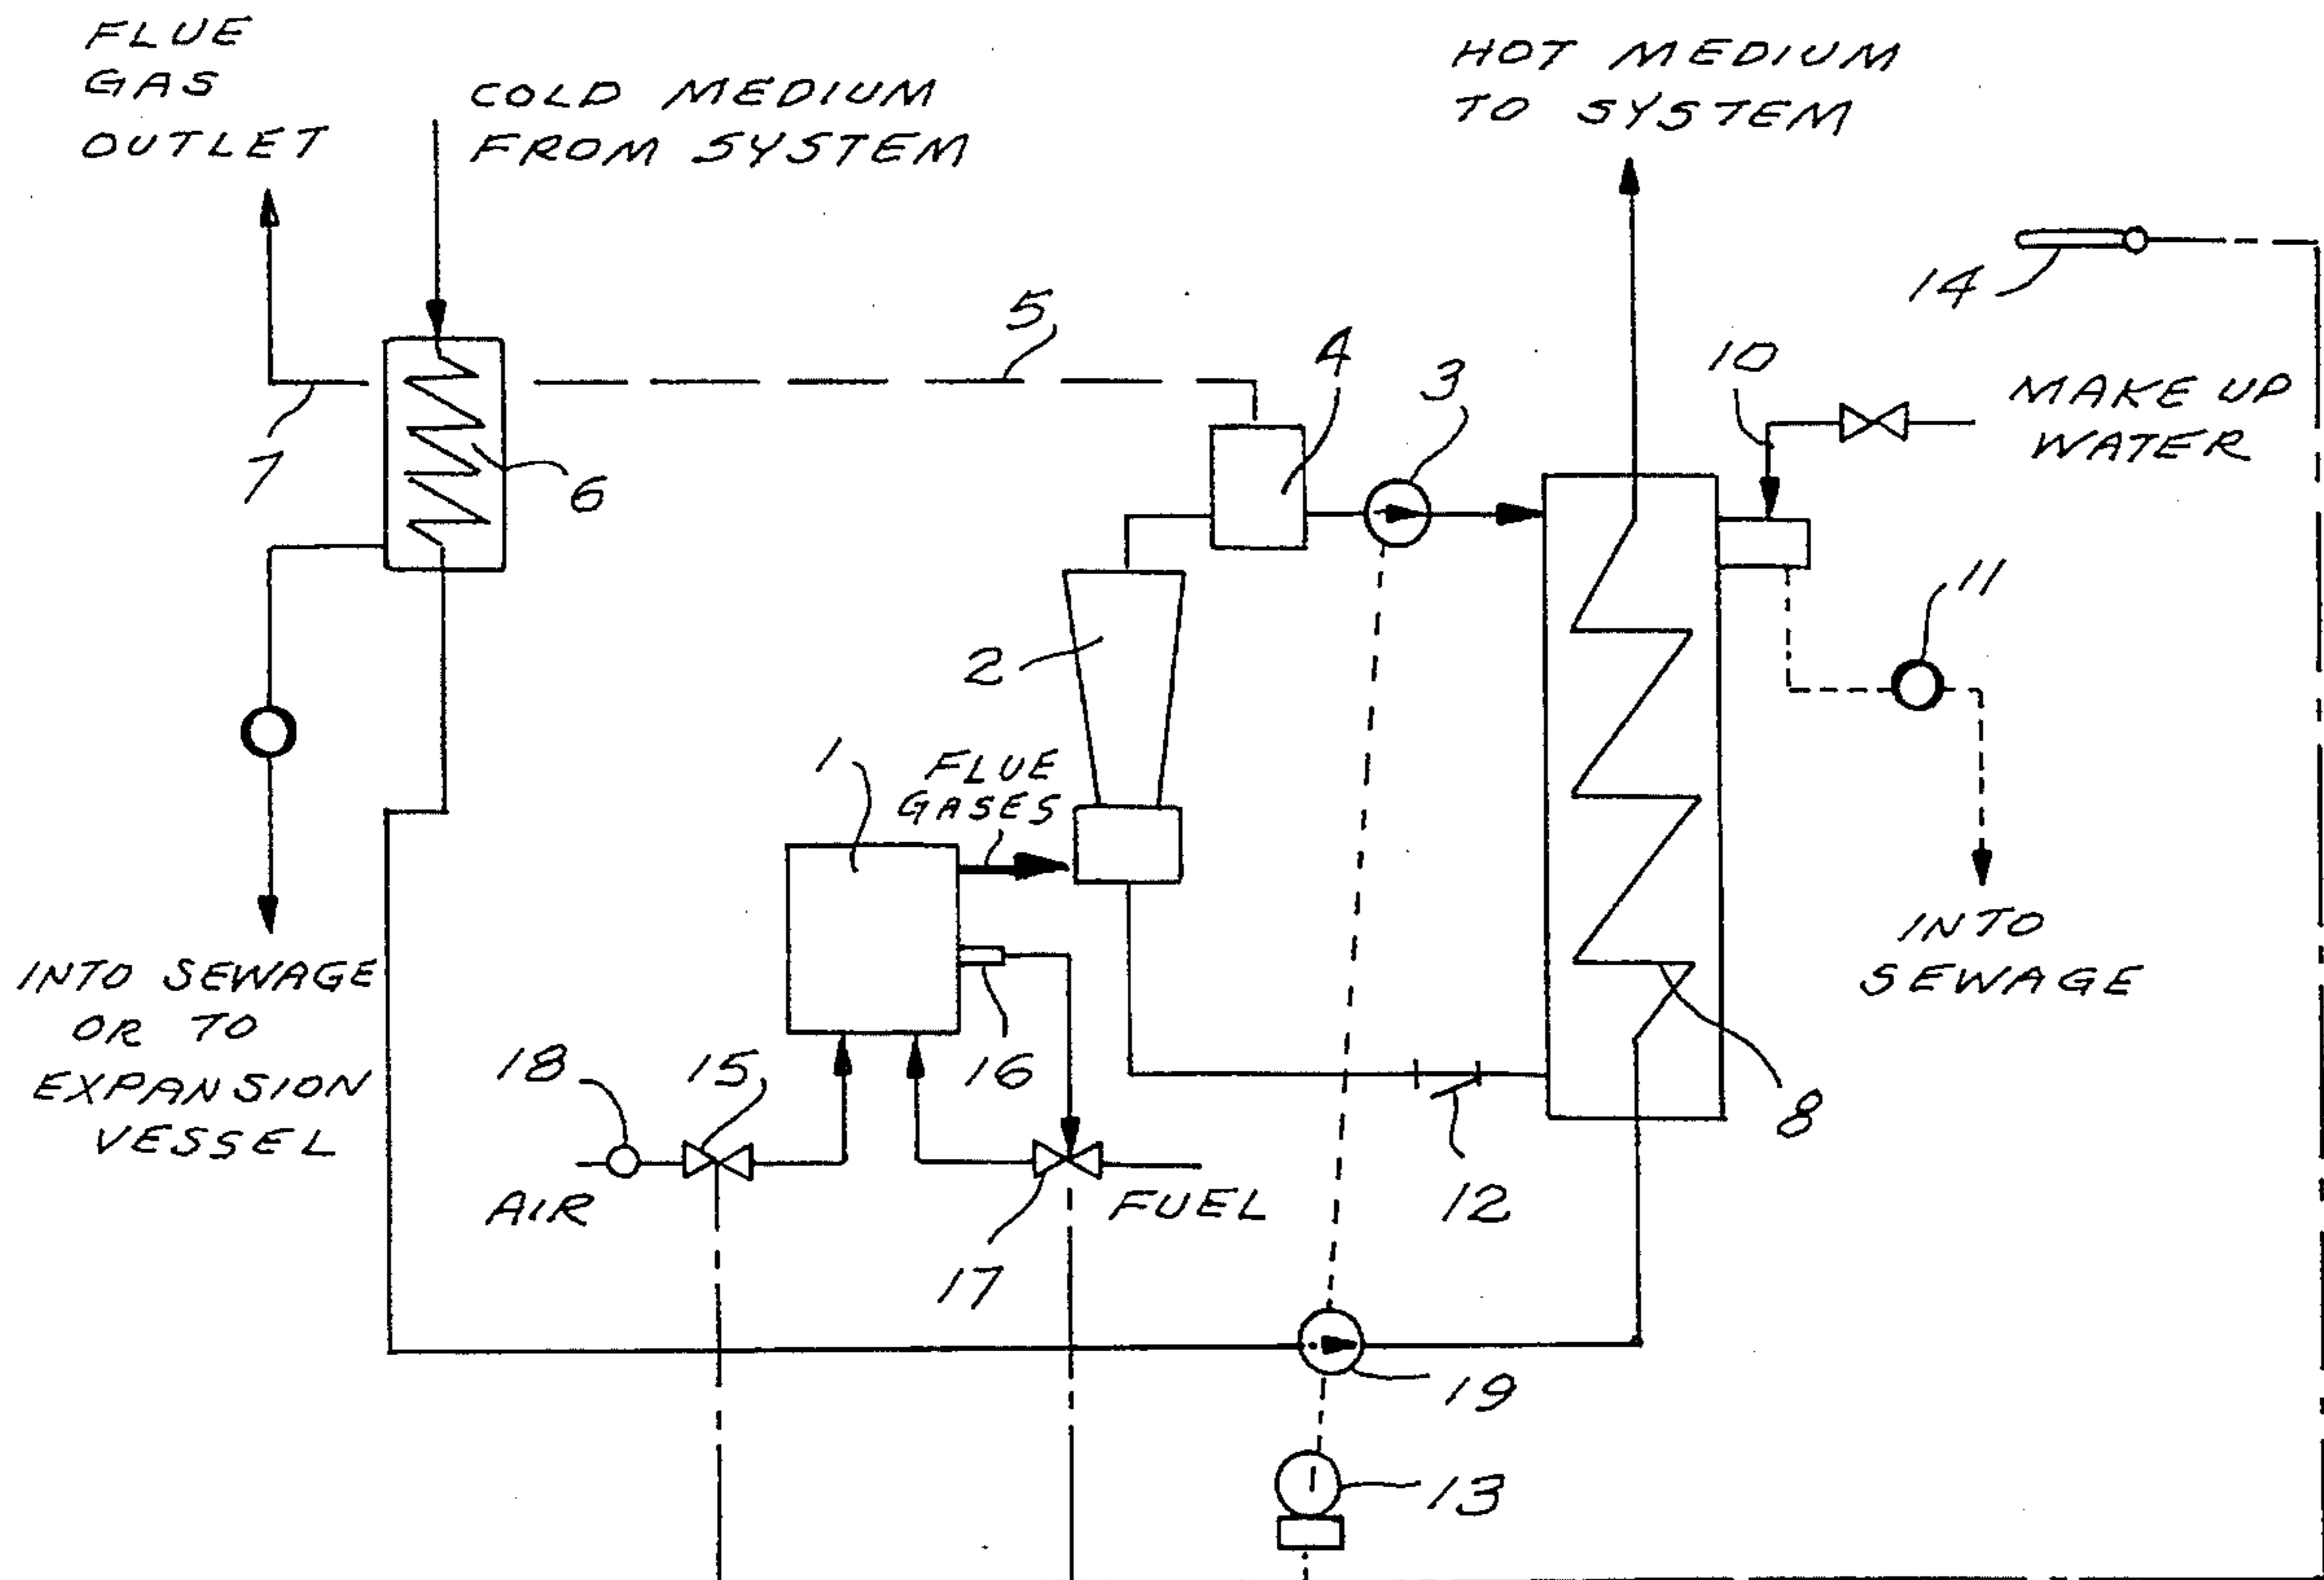 FLUE
GAS
OUTLET
COLD MEDIUM
FROM SYSTEM
HOT MEDIUM
TO SYSTEM
14
5
4
3
10
MAKE UP
WATER
7
6
11
2
1
FLUE
GASES
INTO SEWAGE
OR TO
EXPANSION
VESSEL
INTO
SEWAGE
18
15
16
8
AIR
17
FUEL
12
19
13